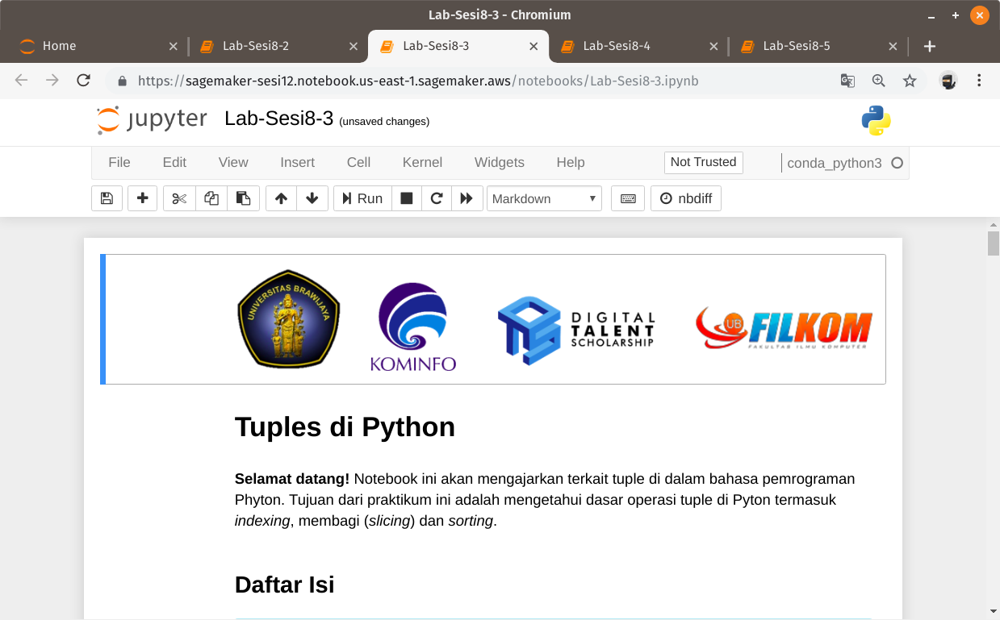 Lab-Sesi8-3 - Chromium
Home
Lab-Sesi8-2
Lab-Sesi8-3
Lab-Sesi8-4
Lab-Sesi8-5
https://sagemaker-sesi12.notebook.us-east-1.sagemaker.aws/notebooks/Lab-Sesi8-3.ipynb
jupyter Lab-Sesi8-3 (unsaved changes)
File Edit View Insert Cell Kernel Widgets Help Not Trusted conda_python3
Run Markdown nbdiff
UNIVERSITAS BRAWIJAYA
KOMINFO
DIGITAL
TALENT
SCHOLARSHIP
UB FILKOM
FAKULTAS ILMU KOMPUTER
Tuples di Python
Selamat datang! Notebook ini akan mengajarkan terkait tuple di dalam bahasa pemrograman
Phyton. Tujuan dari praktikum ini adalah mengetahui dasar operasi tuple di Pyton termasuk
indexing, membagi (slicing) dan sorting.
Daftar Isi